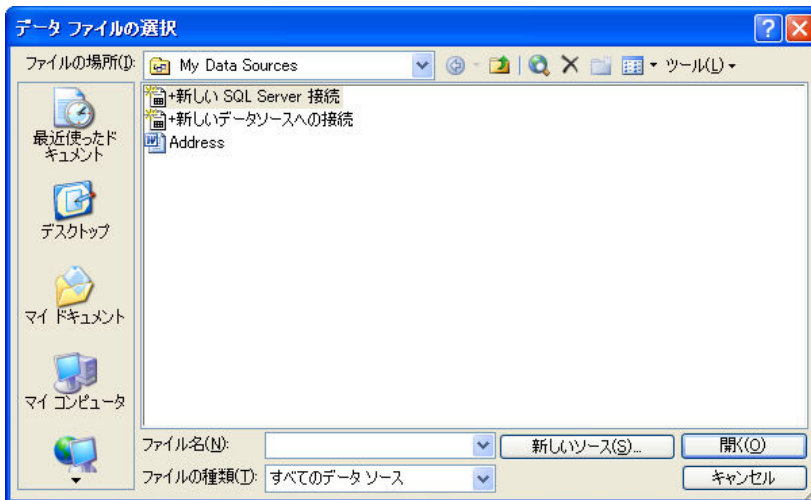 データ ファイルの選択
ファイルの場所(I):
My Data Sources
ツール(L)
+新しい SQL Server 接続
+新しいデータソースへの接続
Address
最近使ったド
キュメント
デスクトップ
マイ ドキュメント
マイ コンピュータ
ファイル名(N):
新しいソース(S)...
開く(O)
ファイルの種類(T):
すべてのデータ ソース
キャンセル